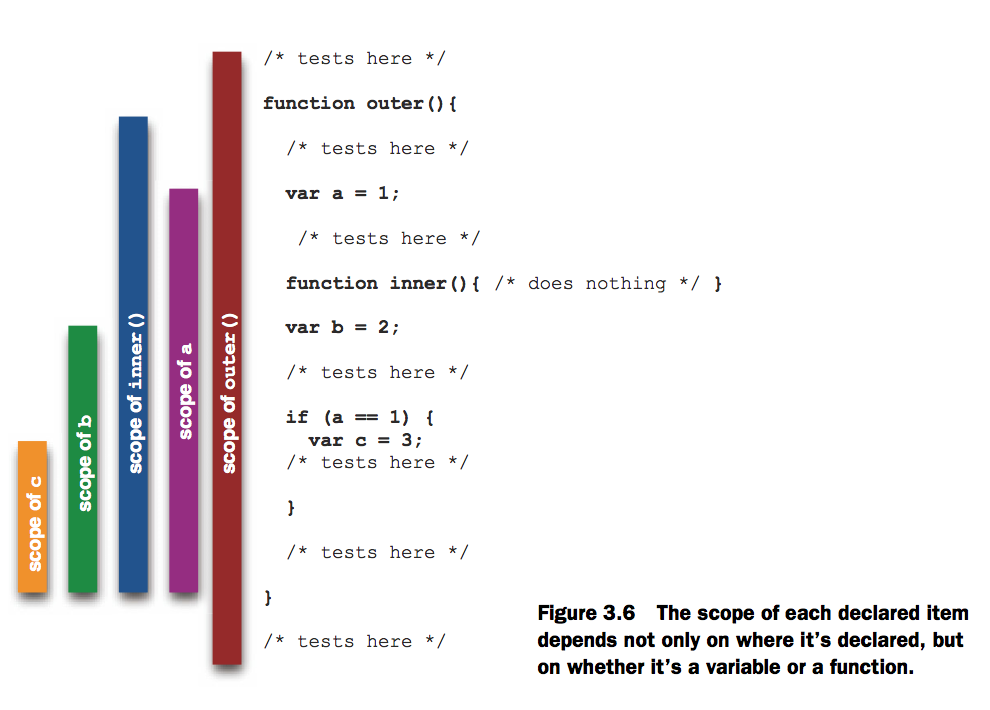 /* tests here */
function outer(){
/* tests here */
var a = 1;
/* tests here */
function inner(){ /* does nothing */ }
var b = 2;
/* tests here */
if (a == 1) {
var c = 3;
/* tests here */
}
/* tests here */
}
/* tests here */
scope of c
scope of b
scope of inner()
scope of a
scope of outer()
Figure 3.6 The scope of each declared item
depends not only on where it's declared, but
on whether it's a variable or a function.